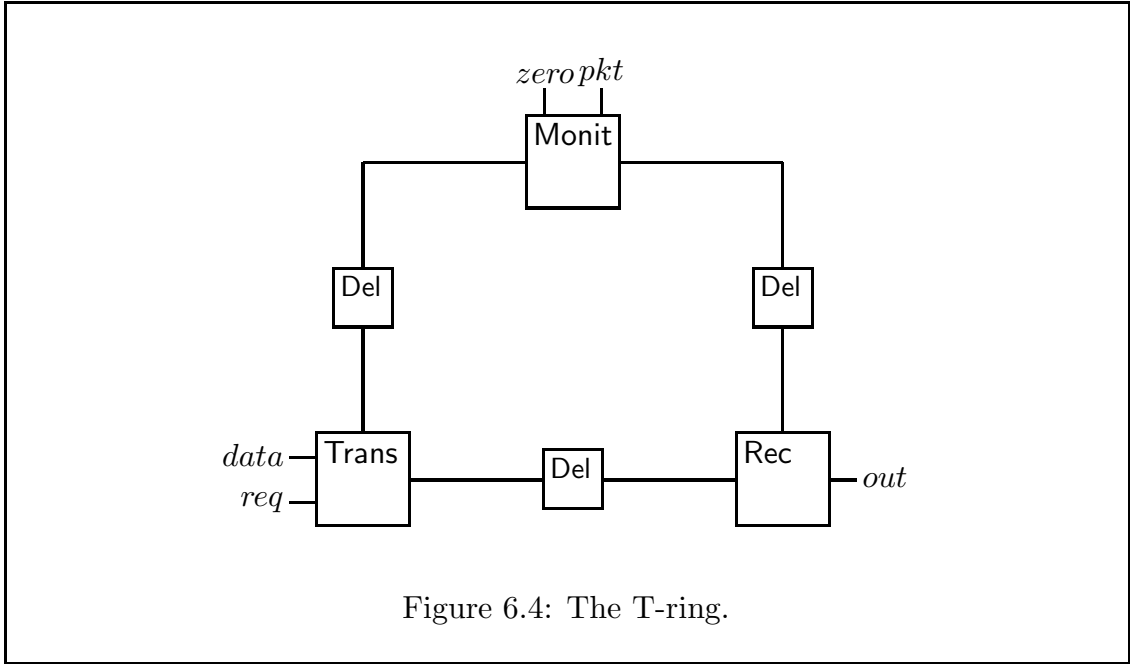 zero pkt
Monit
Del Del
data Trans Del Rec out
req
Figure 6.4: The T-ring.